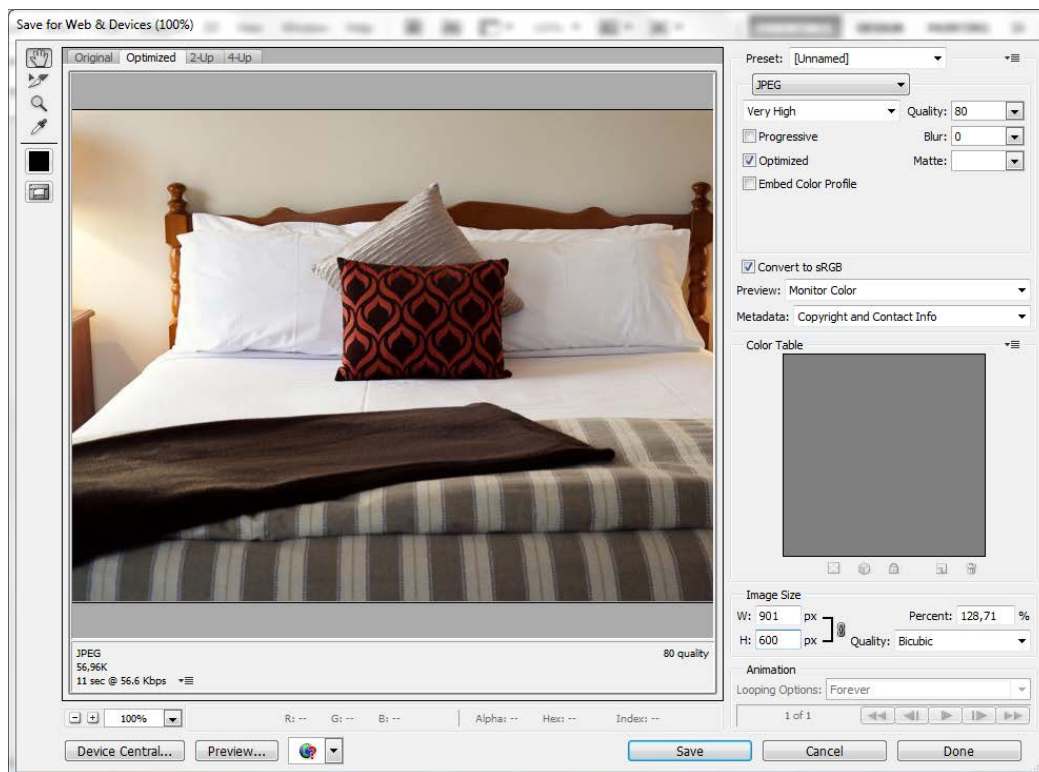 Save for Web & Devices (100%)
Original Optimized 2-Up 4-Up
Preset: [Unnamed]
JPEG
Very High Quality: 80
Progressive Blur: 0
Optimized Matte:
Embed Color Profile
Convert to sRGB
Preview: Monitor Color
Metadata: Copyright and Contact Info
Color Table
Image Size
W: 901 px Percent: 128,71 %
H: 600 px Quality: Bicubic
Animation
Looping Options: Forever
1 of 1
JPEG 80 quality
56,96K
11 sec @ 56.6 Kbps
100% R: -- G: -- B: -- Alpha: -- Hex: -- Index: --
Device Central... Preview... Save Cancel Done